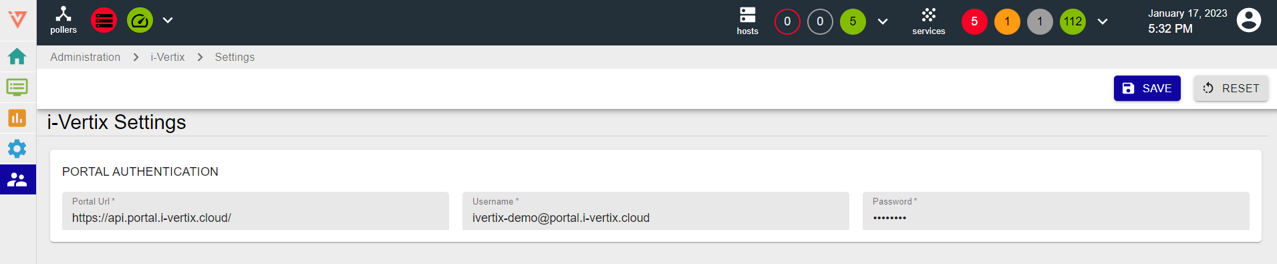 pollers
hosts
0
0
5
services
5
1
1
112
January 17, 2023
5:32 PM
Administration > i-Vertix > Settings
SAVE
RESET
i-Vertix Settings
PORTAL AUTHENTICATION
Portal Url *
https://api.portal.i-vertix.cloud/
Username *
ivertix-demo@portal.i-vertix.cloud
Password *
••••••••